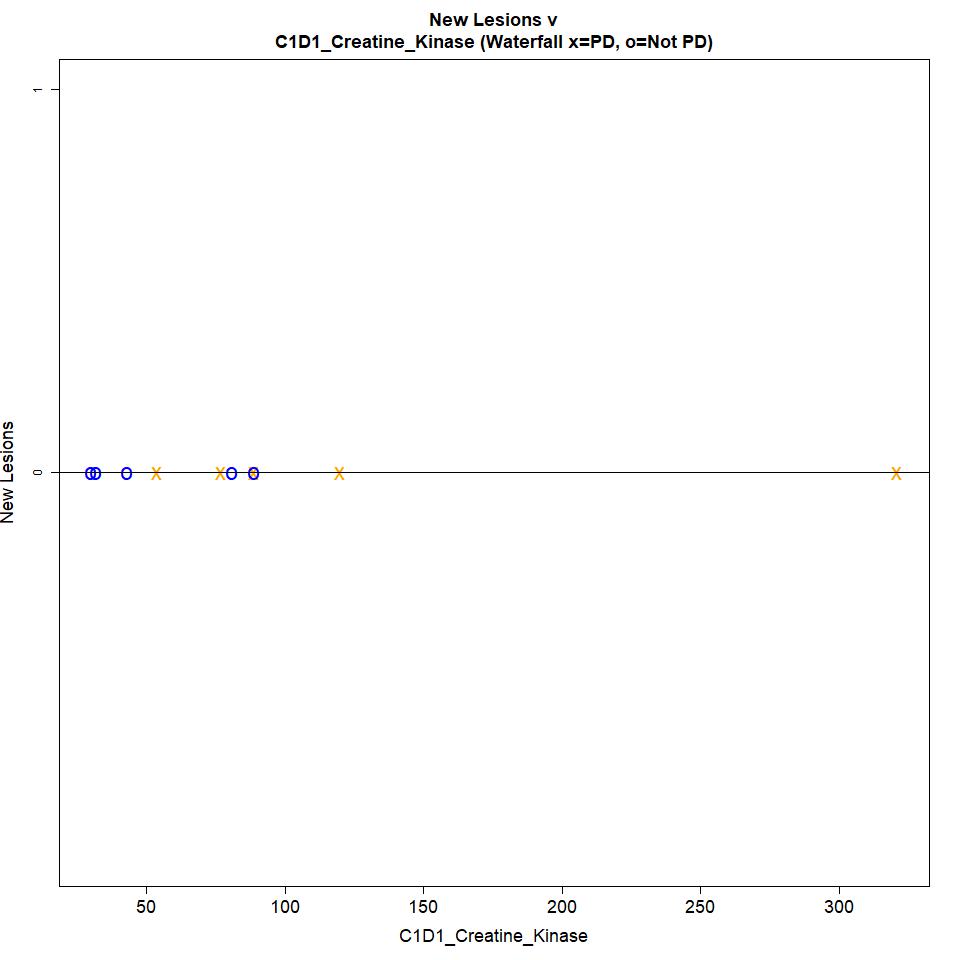 New Lesions v
C1D1_Creatine_Kinase (Waterfall x=PD, o=Not PD)
1
0
New Lesions
50 100 150 200 250 300
C1D1_Creatine_Kinase